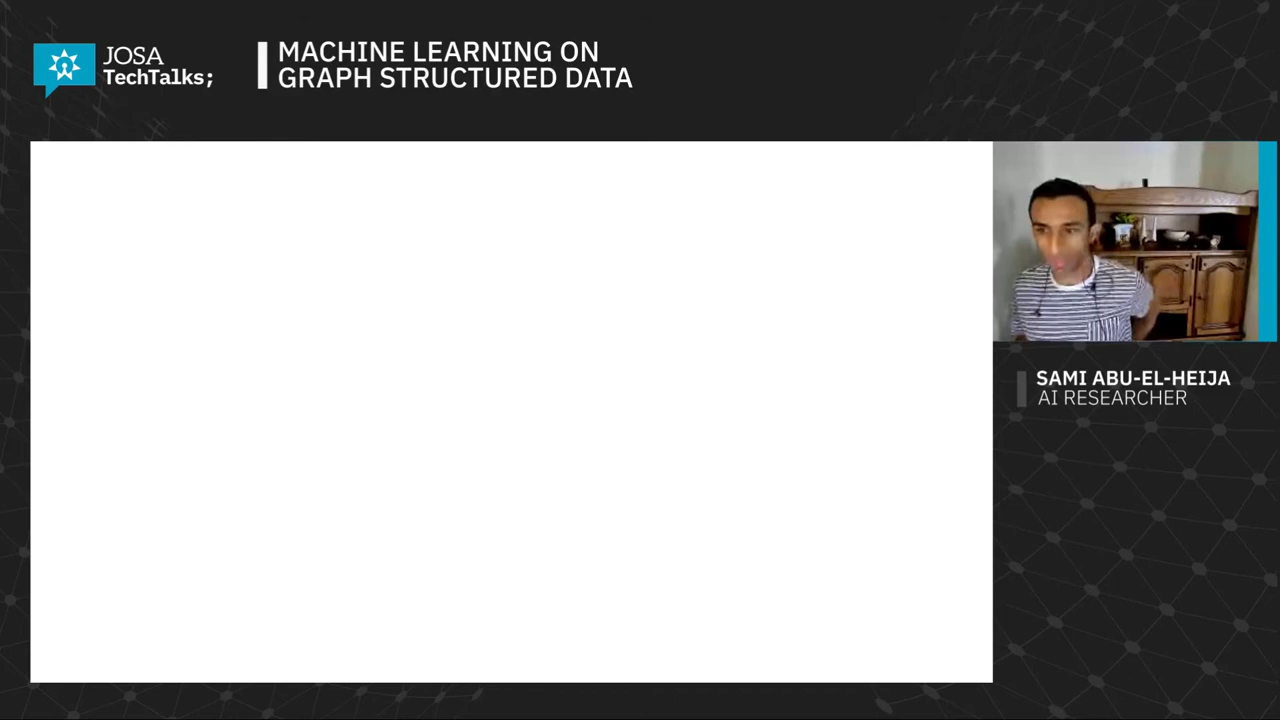 JOSA
TechTalks;
MACHINE LEARNING ON
GRAPH STRUCTURED DATA
SAMI ABU-EL-HEIJA
AI RESEARCHER